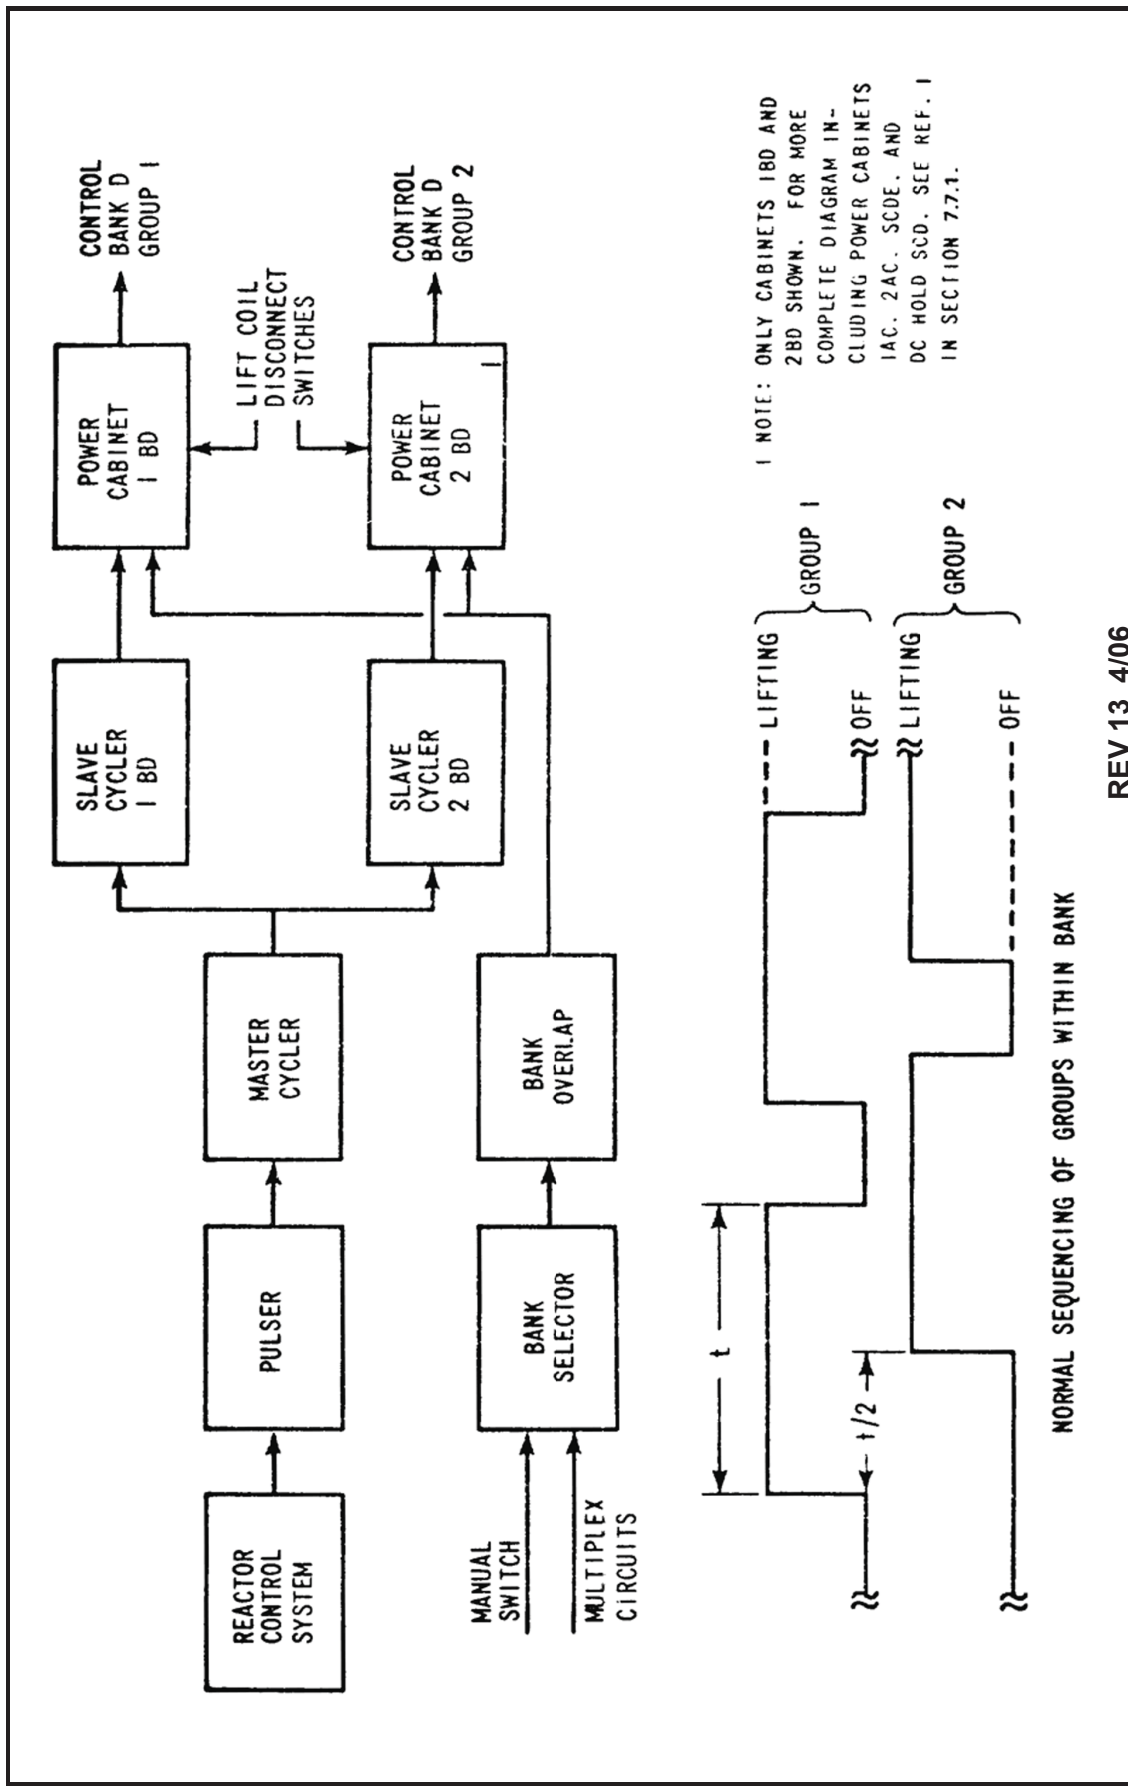 REACTOR
CONTROL
SYSTEM
PULSER
MASTER
CYCLER
SLAVE
CYCLER
1 BD
POWER
CABINET
1 BD
CONTROL
BANK D
GROUP 1
LIFT COIL
DISCONNECT
SWITCHES
SLAVE
CYCLER
2 BD
POWER
CABINET
2 BD
1
CONTROL
BANK D
GROUP 2
MANUAL
SWITCH
MULTIPLEX
CIRCUITS
BANK
SELECTOR
BANK
OVERLAP
t
t/2
LIFTING
OFF
GROUP 1
LIFTING
OFF
GROUP 2
1 NOTE: ONLY CABINETS 1BD AND
2BD SHOWN. FOR MORE
COMPLETE DIAGRAM IN-
CLUDING POWER CABINETS
1AC. 2AC. SCDE. AND
DC HOLD SCD. SEE REF. 1
IN SECTION 7.7.1.
NORMAL SEQUENCING OF GROUPS WITHIN BANK
REV 13 4/06